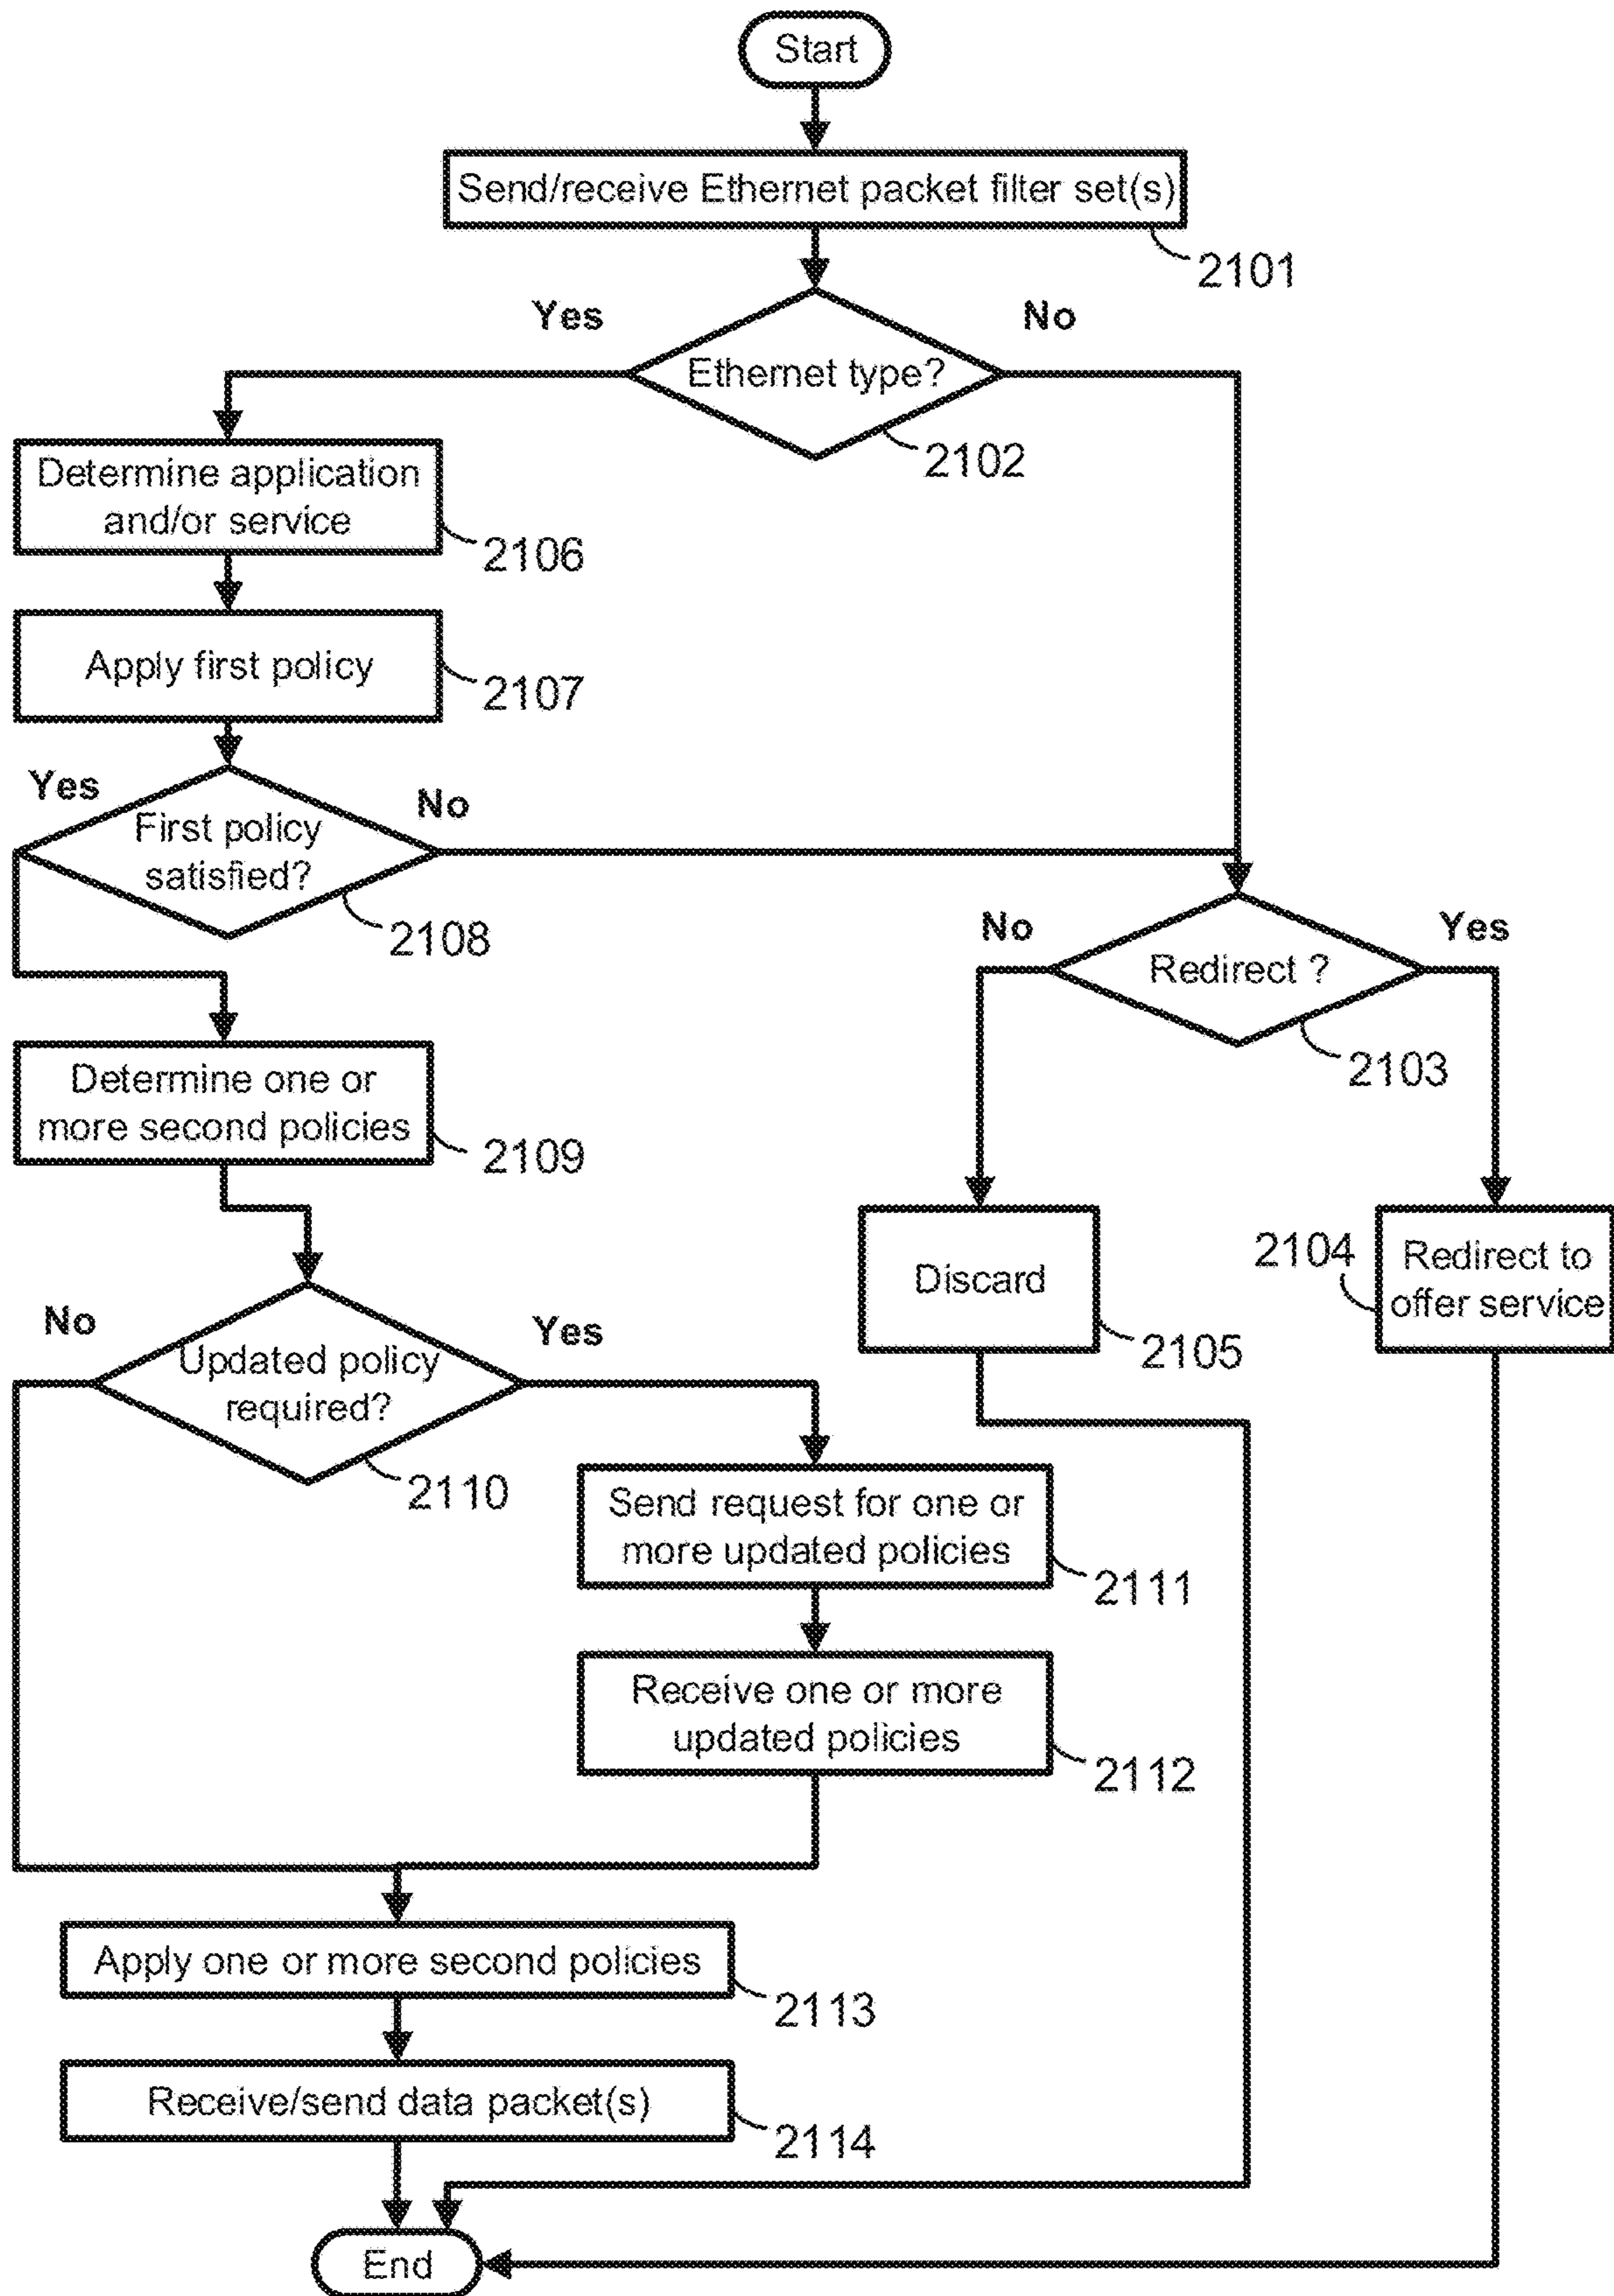 Start
Send/receive Ethernet packet filter set(s)
2101
Yes
No
Ethernet type?
2102
Determine application
and/or service
2106
Apply first policy
2107
Yes
No
First policy
satisfied?
2108
No
Yes
Redirect ?
2103
Determine one or
more second policies
2109
Discard
2105
2104
Redirect to
offer service
No
Yes
Updated policy
required?
2110
Send request for one or
more updated policies
2111
Receive one or more
updated policies
2112
Apply one or more second policies
2113
Receive/send data packet(s)
2114
End